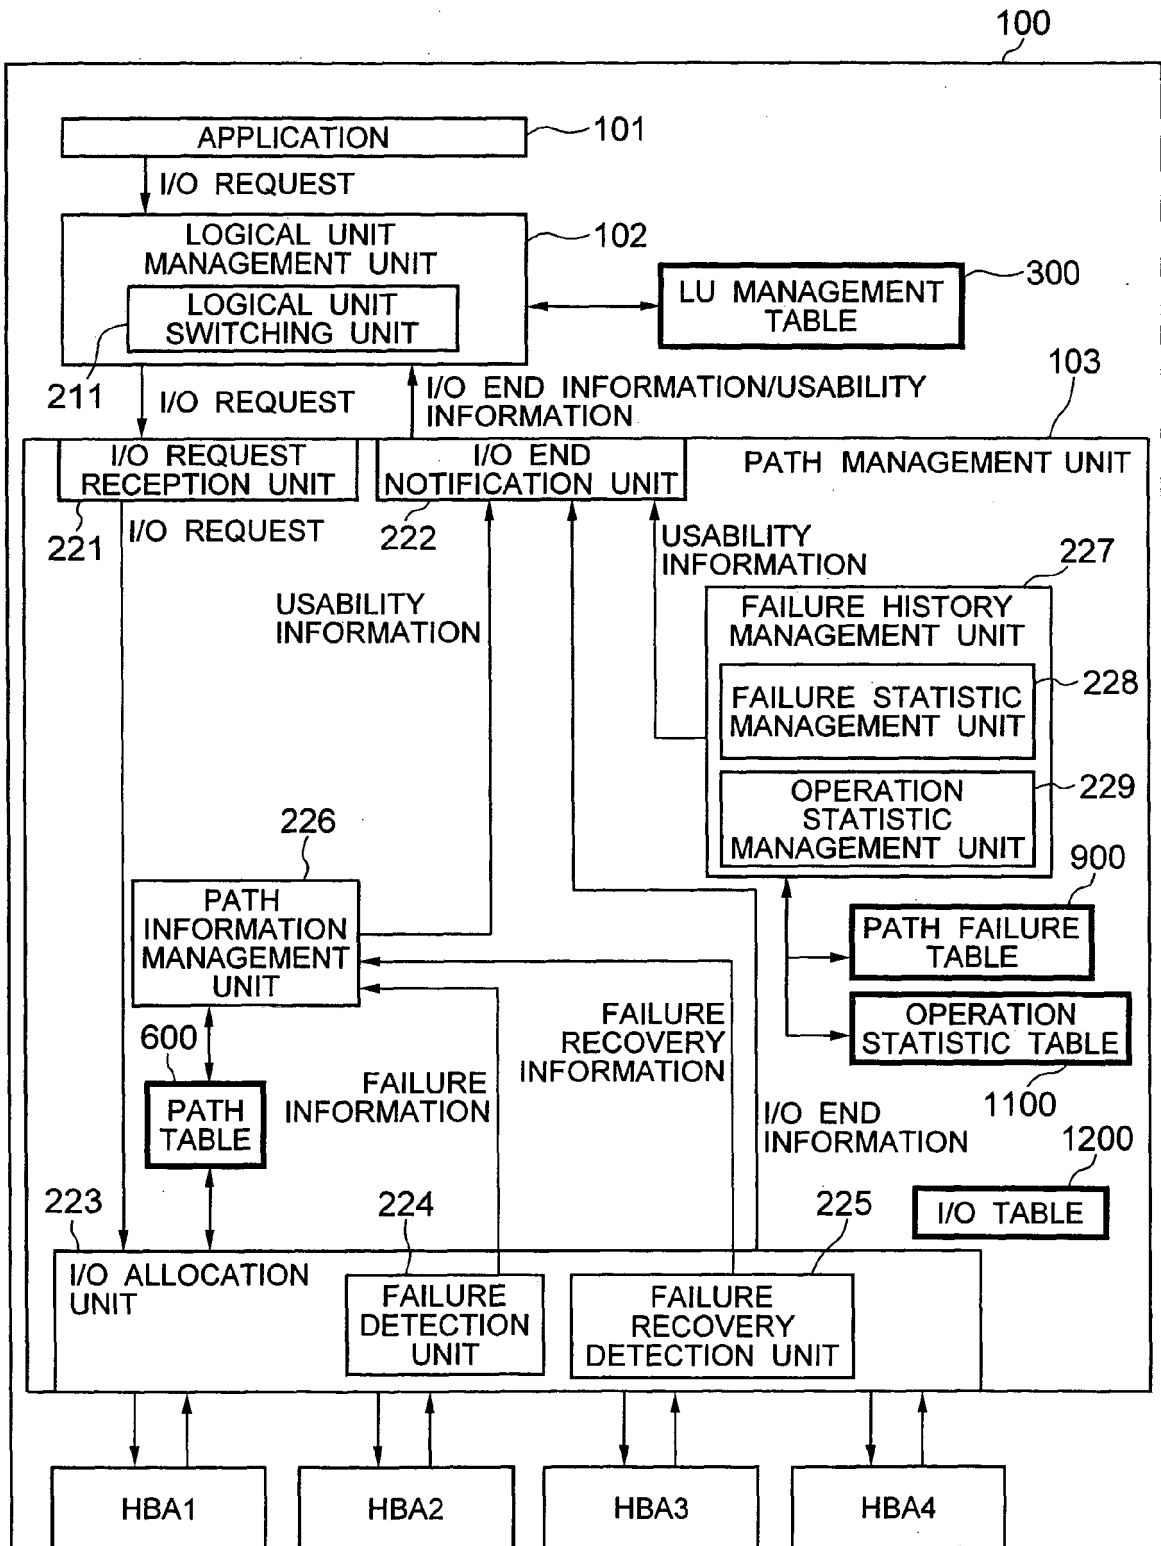 100
APPLICATION
101
I/O REQUEST
LOGICAL UNIT
MANAGEMENT UNIT
102
LOGICAL UNIT
SWITCHING UNIT
211
LU MANAGEMENT
TABLE
300
I/O REQUEST
I/O END INFORMATION/USABILITY
INFORMATION
103
I/O REQUEST
RECEPTION UNIT
221
I/O END
NOTIFICATION UNIT
222
PATH MANAGEMENT UNIT
I/O REQUEST
USABILITY
INFORMATION
USABILITY
INFORMATION
227
FAILURE HISTORY
MANAGEMENT UNIT
FAILURE STATISTIC
MANAGEMENT UNIT
228
OPERATION
STATISTIC
MANAGEMENT UNIT
229
226
PATH
INFORMATION
MANAGEMENT
UNIT
900
PATH FAILURE
TABLE
OPERATION
STATISTIC TABLE
1100
600
PATH
TABLE
FAILURE
INFORMATION
FAILURE
RECOVERY
INFORMATION
I/O END
INFORMATION
1200
I/O TABLE
223
I/O ALLOCATION
UNIT
224
FAILURE
DETECTION
UNIT
225
FAILURE
RECOVERY
DETECTION UNIT
HBA1
HBA2
HBA3
HBA4